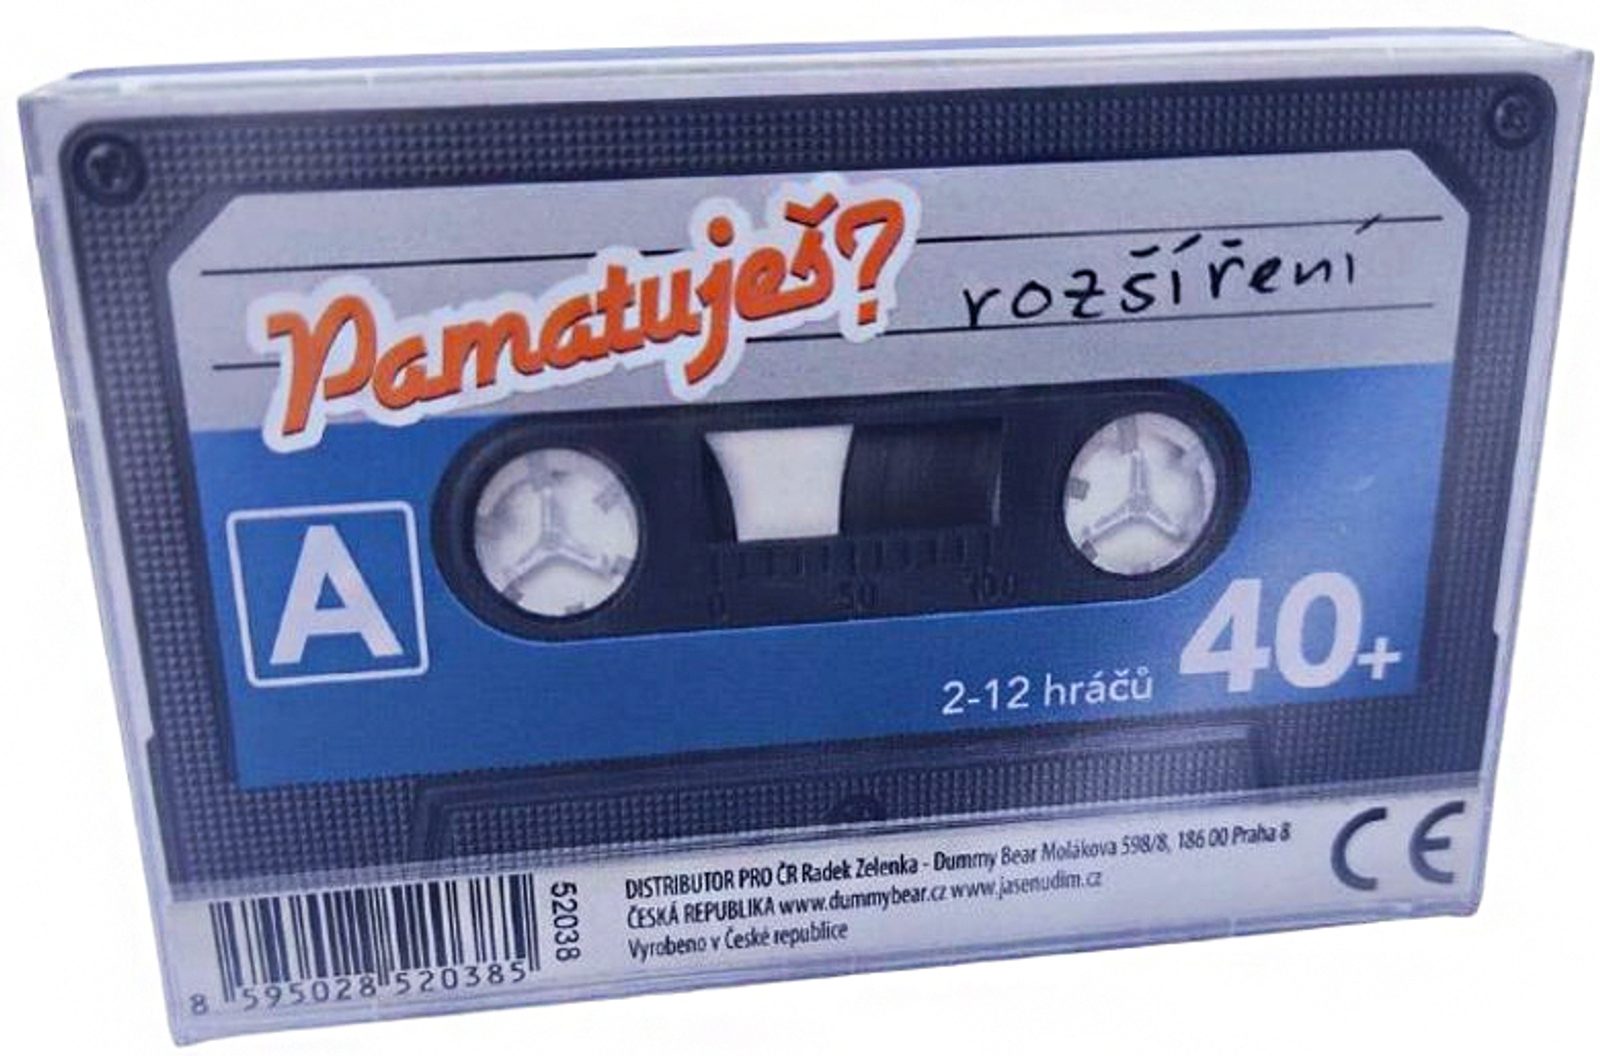 Pamatuješ? rozšíření
A
0 50 100
2-12 hráčů 40+
DISTRIBUTOR PRO ČR Radek Zelenka - Dummy Bear Molákova 598/8, 186 00 Praha 8
ČESKÁ REPUBLIKA www.dummybear.cz www.jasenudim.cz
Vyrobeno v České republice
CE
52038
8 595028 520385